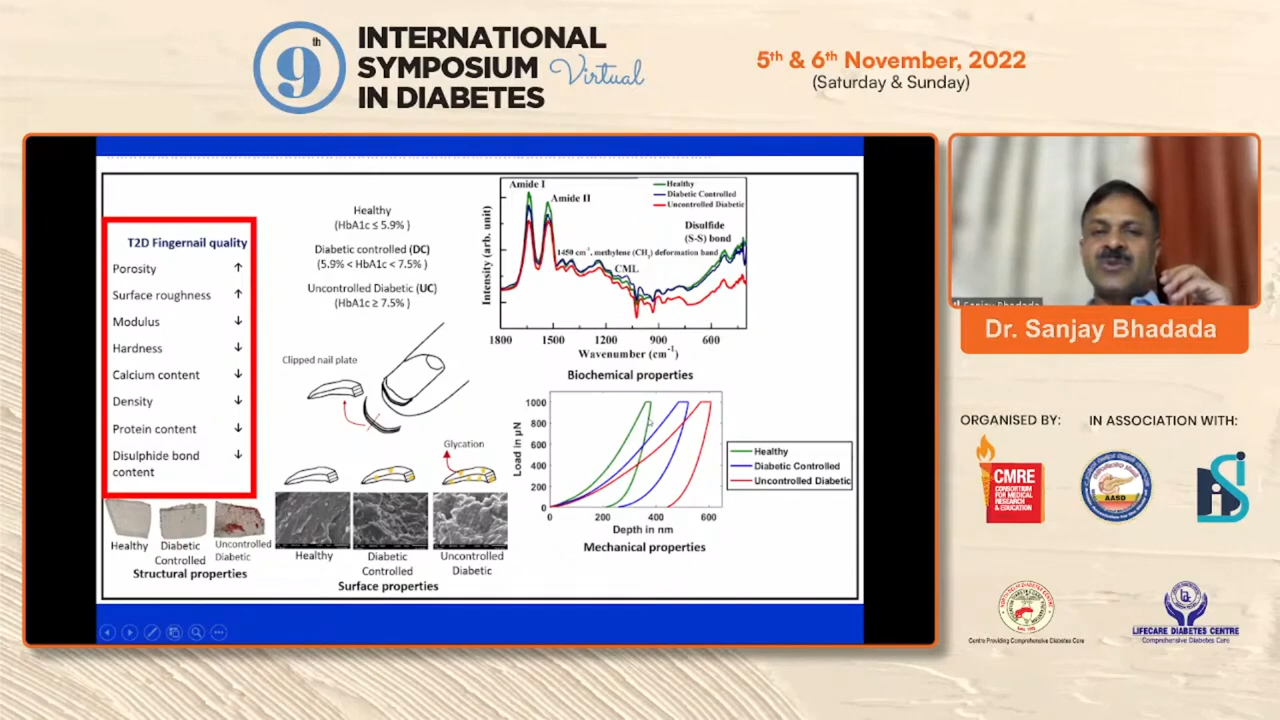 9th
INTERNATIONAL
SYMPOSIUM Virtual
IN DIABETES
5th & 6th November, 2022
(Saturday & Sunday)
T2D Fingernail quality
Porosity ↑
Surface roughness ↑
Modulus ↓
Hardness ↓
Calcium content ↓
Density ↓
Protein content ↓
Disulphide bond ↓
content
Healthy
Diabetic
Controlled
Uncontrolled
Diabetic
Structural properties
Healthy
(HbA1c ≤ 5.9% )
Diabetic controlled (DC)
(5.9% < HbA1c < 7.5% )
Uncontrolled Diabetic (UC)
(HbA1c ≥ 7.5% )
Clipped nail plate
Glycation
Healthy
Diabetic
Controlled
Uncontrolled
Diabetic
Surface properties
Amide I
Amide II
Healthy
Diabetic Controlled
Uncontrolled Diabetic
Disulfide
(S-S) bond
1450 cm-1, methylene (CH2) deformation band
CML
Intensity (arb. unit)
1800 1500 1200 900 600
Wavenumber (cm-1)
Biochemical properties
1000
800
600
400
200
0
Load in μN
0 200 400 600
Depth in nm
Healthy
Diabetic Controlled
Uncontrolled Diabetic
Mechanical properties
Sanjay Bhadada
Dr. Sanjay Bhadada
ORGANISED BY:
IN ASSOCIATION WITH:
CMRE
CONSORTIUM
FOR MEDICAL
RESEARCH
& EDUCATION
AASD
Centre Providing Comprehensive Diabetes Care
LIFECARE DIABETES CENTRE
Comprehensive Diabetes Care